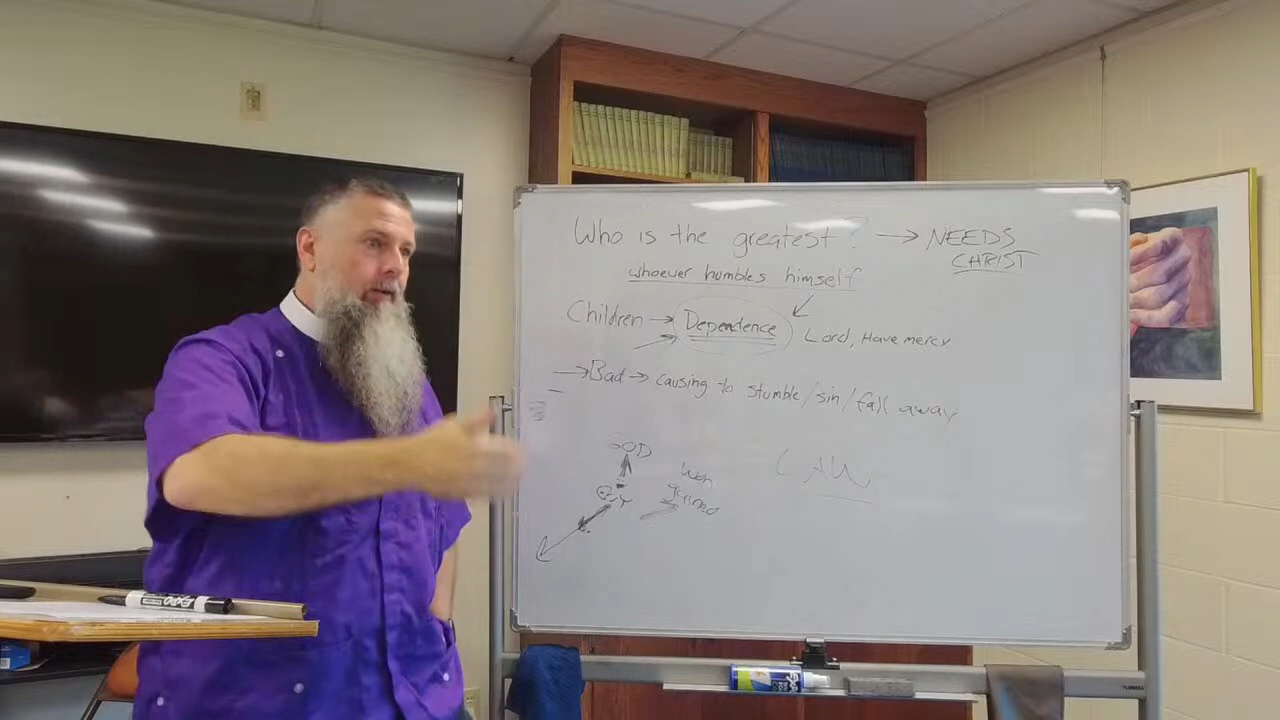 Who is the greatest? → NEEDS
CHRIST
whoever humbles himself
Children → Dependence
Lord, Have mercy
→ Bad → causing to stumble/sin/fall away
GOD
LAW
EXPO